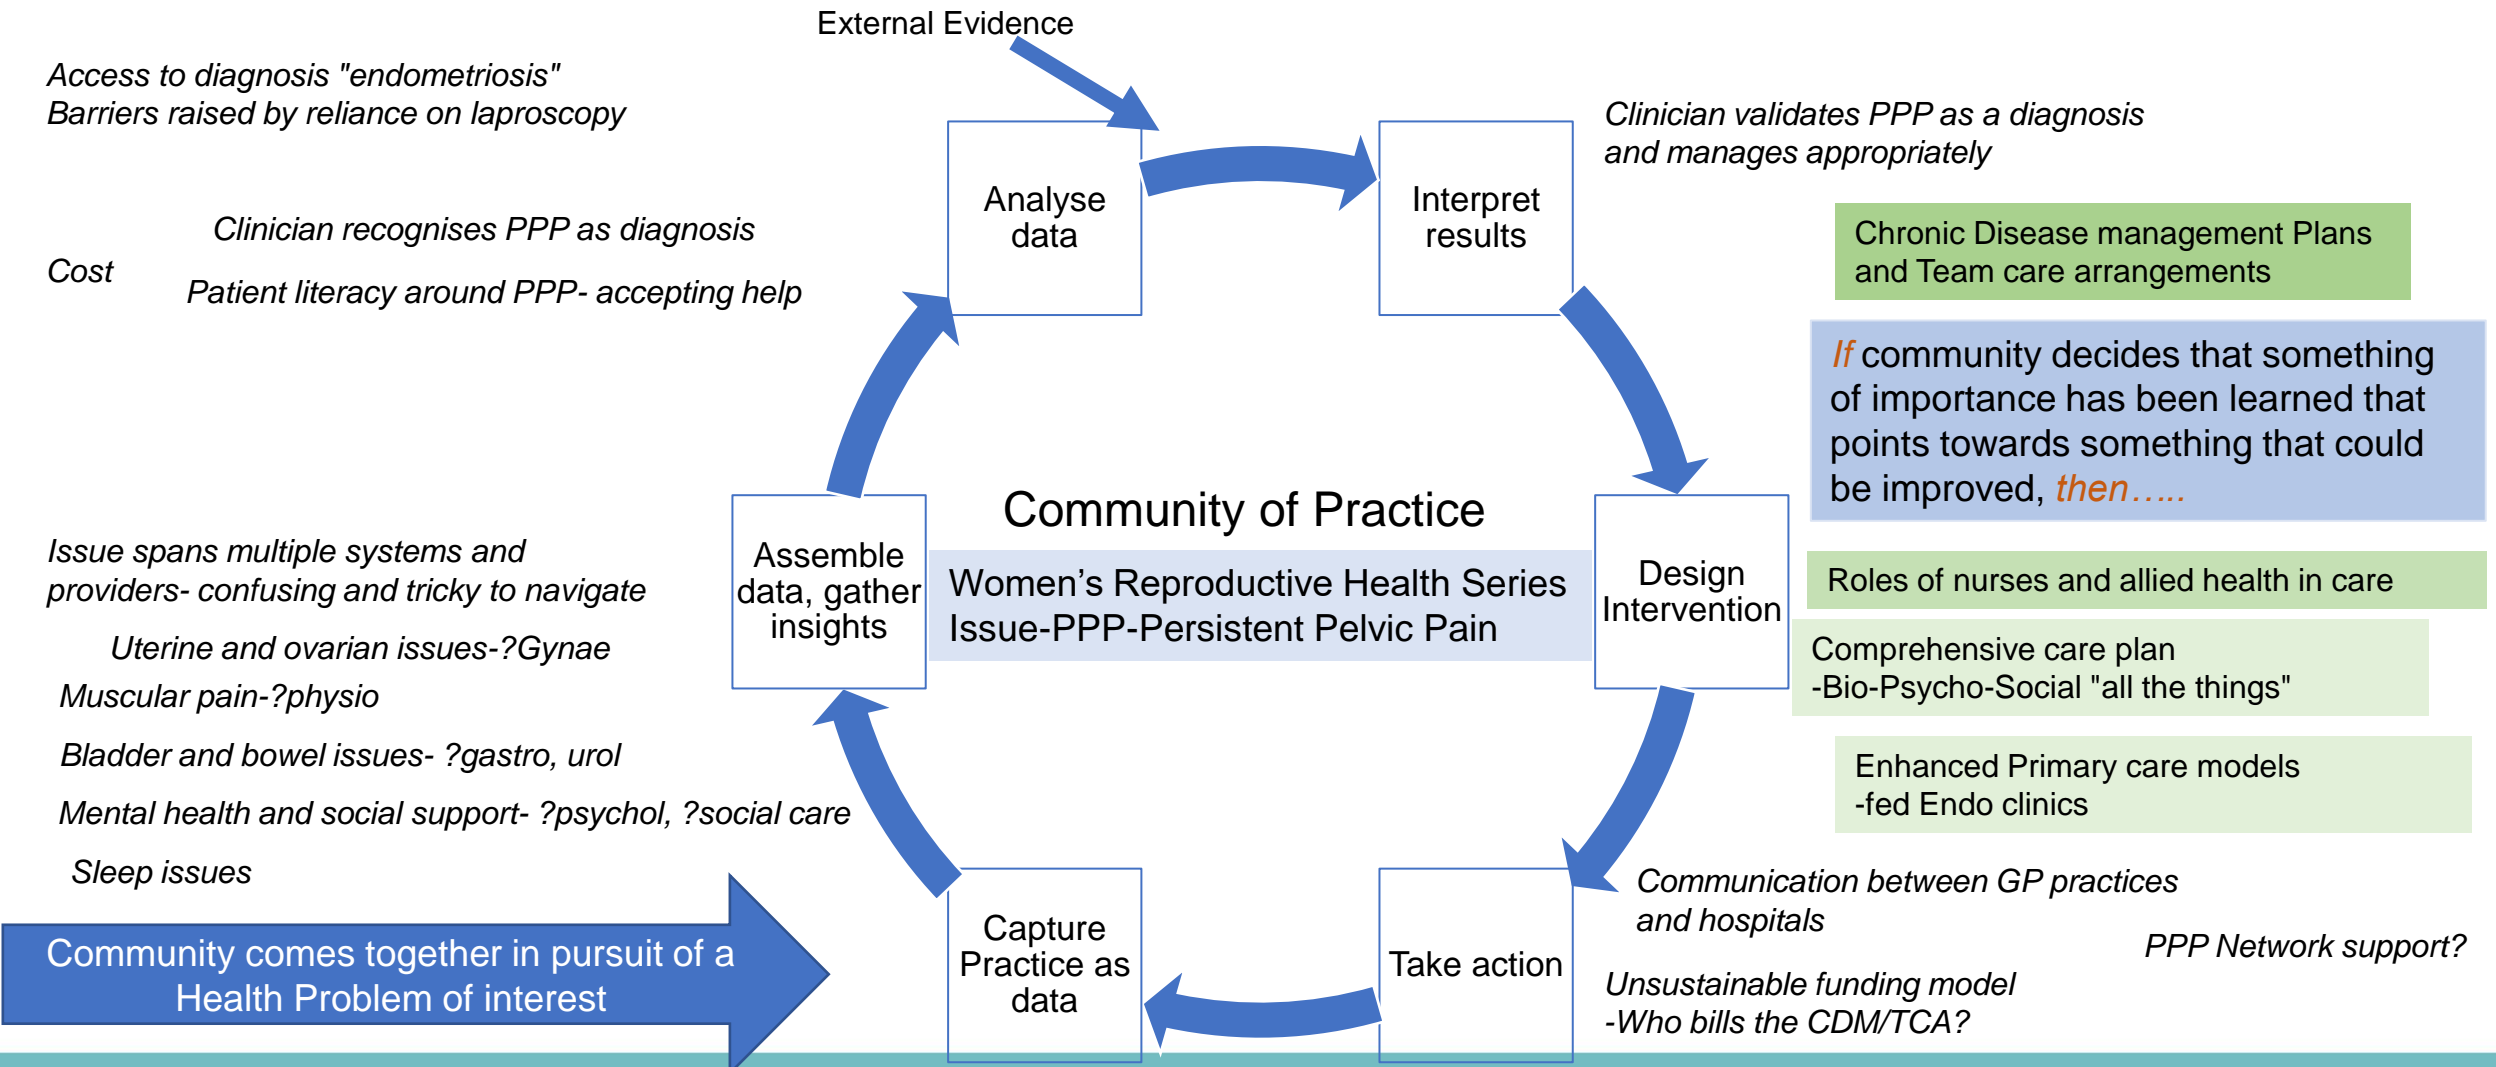 External Evidence
Access to diagnosis "endometriosis"
Barriers raised by reliance on laproscopy
Clinician recognises PPP as diagnosis
Cost
Patient literacy around PPP- accepting help
Analyse
data
Interpret
results
Clinician validates PPP as a diagnosis
and manages appropriately
Chronic Disease management Plans
and Team care arrangements
If community decides that something
of importance has been learned that
points towards something that could
be improved, then.....
Community of Practice
Women’s Reproductive Health Series
Issue-PPP-Persistent Pelvic Pain
Assemble
data, gather
insights
Design
Intervention
Issue spans multiple systems and
providers- confusing and tricky to navigate
Uterine and ovarian issues-?Gynae
Muscular pain-?physio
Bladder and bowel issues- ?gastro, urol
Mental health and social support- ?psychol, ?social care
Sleep issues
Roles of nurses and allied health in care
Comprehensive care plan
-Bio-Psycho-Social "all the things"
Enhanced Primary care models
-fed Endo clinics
Community comes together in pursuit of a
Health Problem of interest
Capture
Practice as
data
Take action
Communication between GP practices
and hospitals
PPP Network support?
Unsustainable funding model
-Who bills the CDM/TCA?